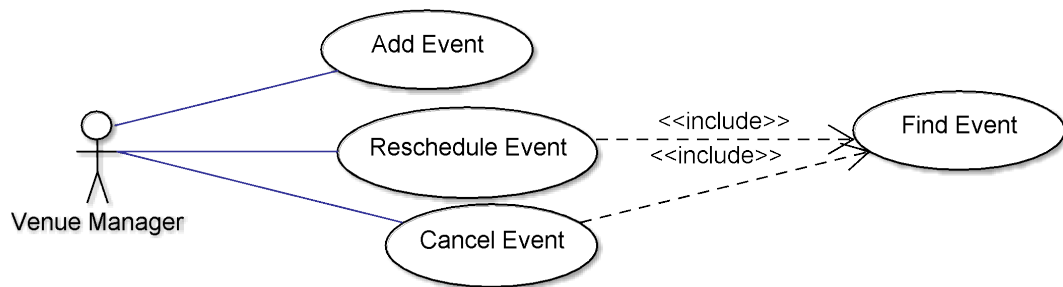 Add Event
Reschedule Event
<<include>>
Find Event
<<include>>
Venue Manager
Cancel Event